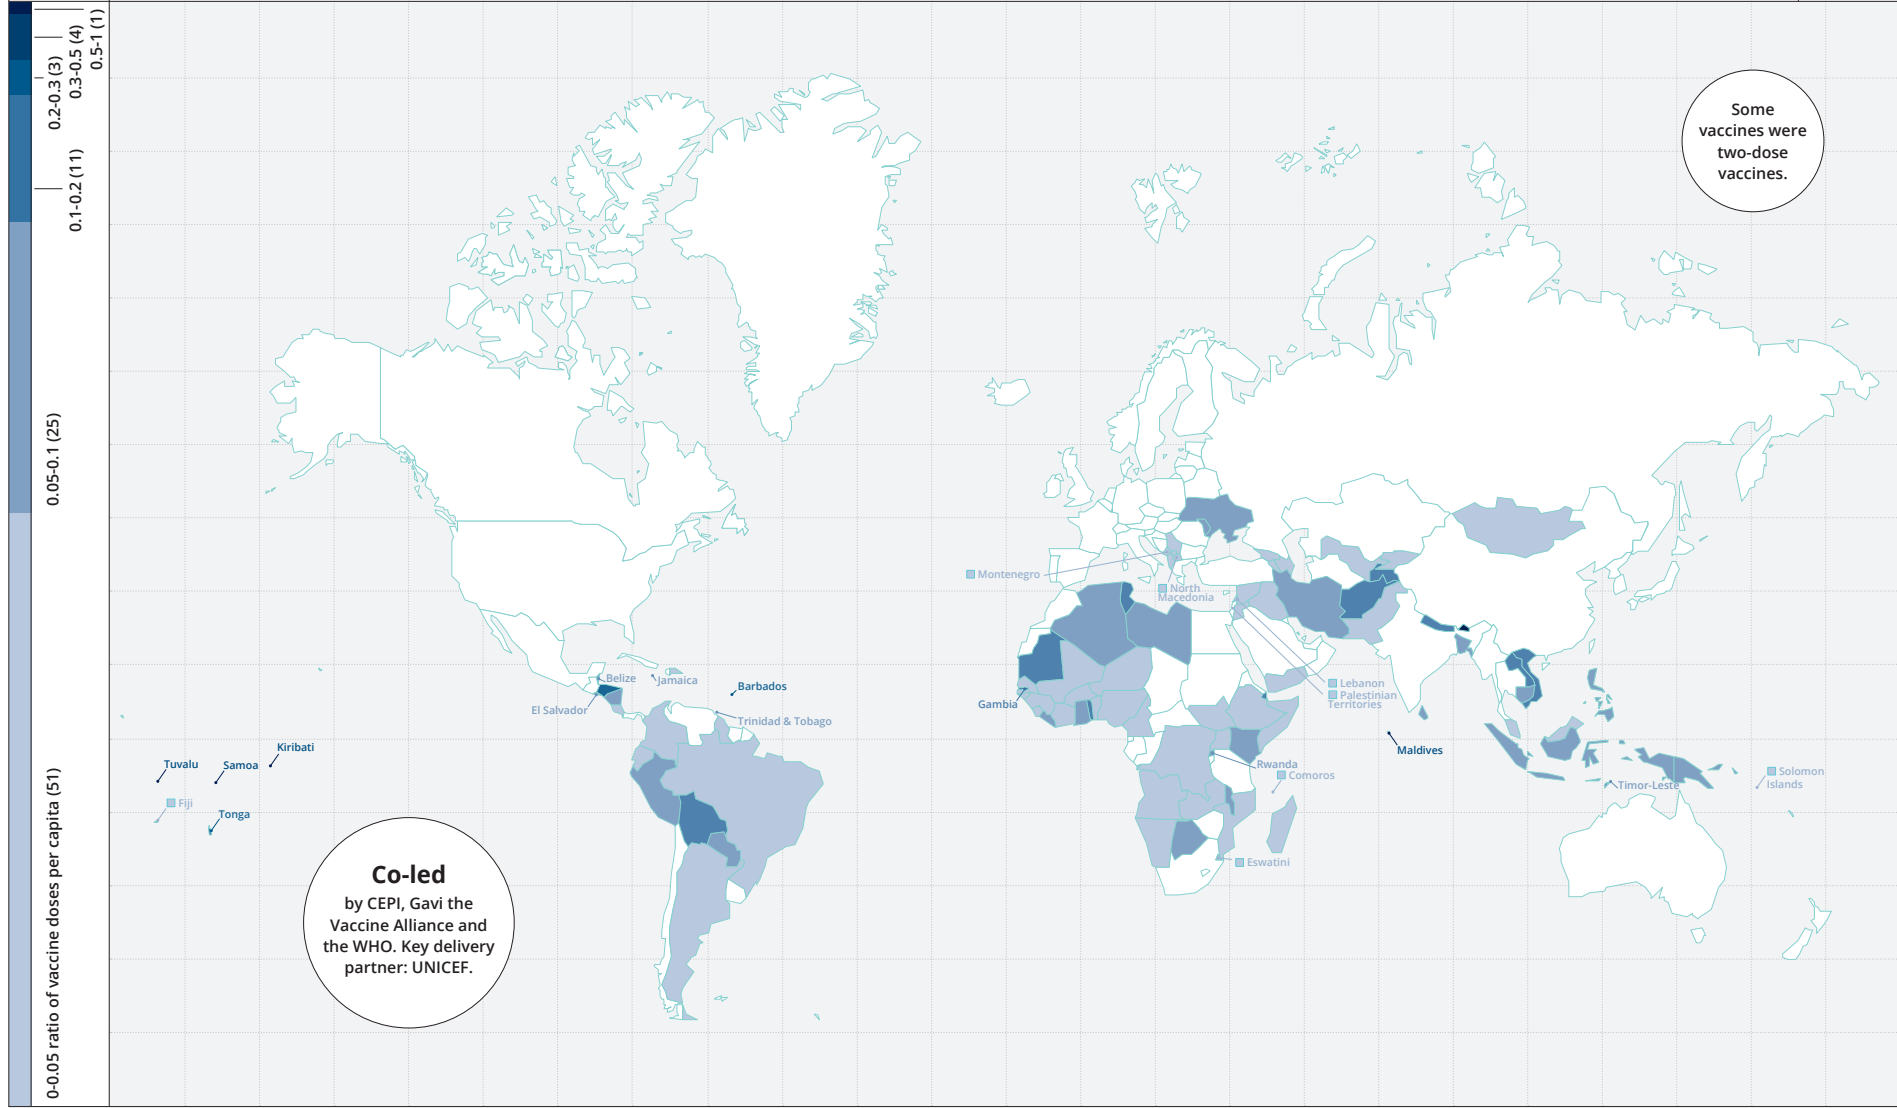 0.5-1 (1)
0.3-0.5 (4)
0.2-0.3 (3)
0.1-0.2 (11)
0.05-0.1 (25)
0-0.05 ratio of vaccine doses per capita (51)
Some
vaccines were
two-dose
vaccines.
Montenegro
North
Macedonia
Belize
Jamaica
Barbados
El Salvador
Trinidad & Tobago
Gambia
Lebanon
Palestinian
Territories
Kiribati
Tuvalu
Samoa
Fiji
Tonga
Maldives
Rwanda
Comoros
Timor-Leste
Solomon
Islands
Eswatini
Co-led
by CEPI, Gavi the
Vaccine Alliance and
the WHO. Key delivery
partner: UNICEF.